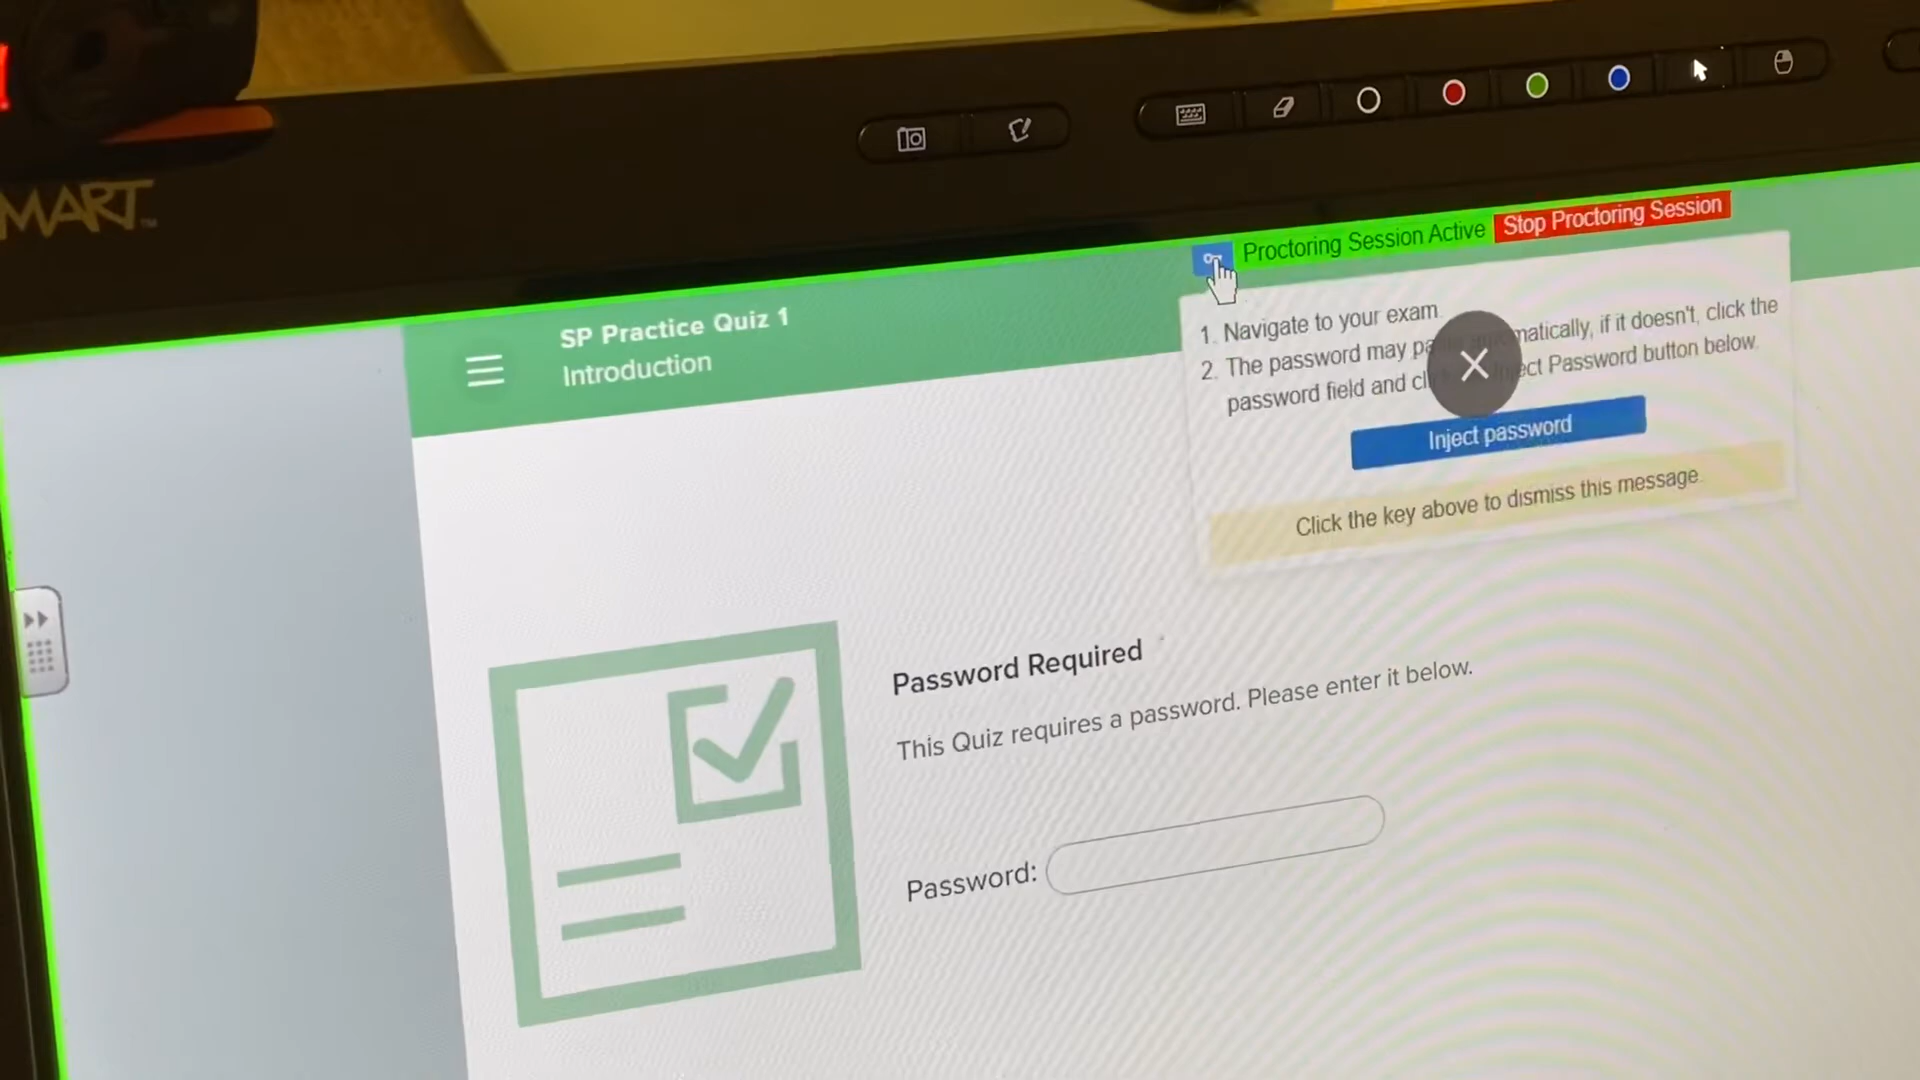 MART™
Proctoring Session Active
Stop Proctoring Session
SP Practice Quiz 1
Introduction
1. Navigate to your exam.
2. The password may matically, if it doesn't, click the
password field and ject Password button below.
Inject password
Click the key above to dismiss this message.
Password Required
This Quiz requires a password. Please enter it below.
Password: